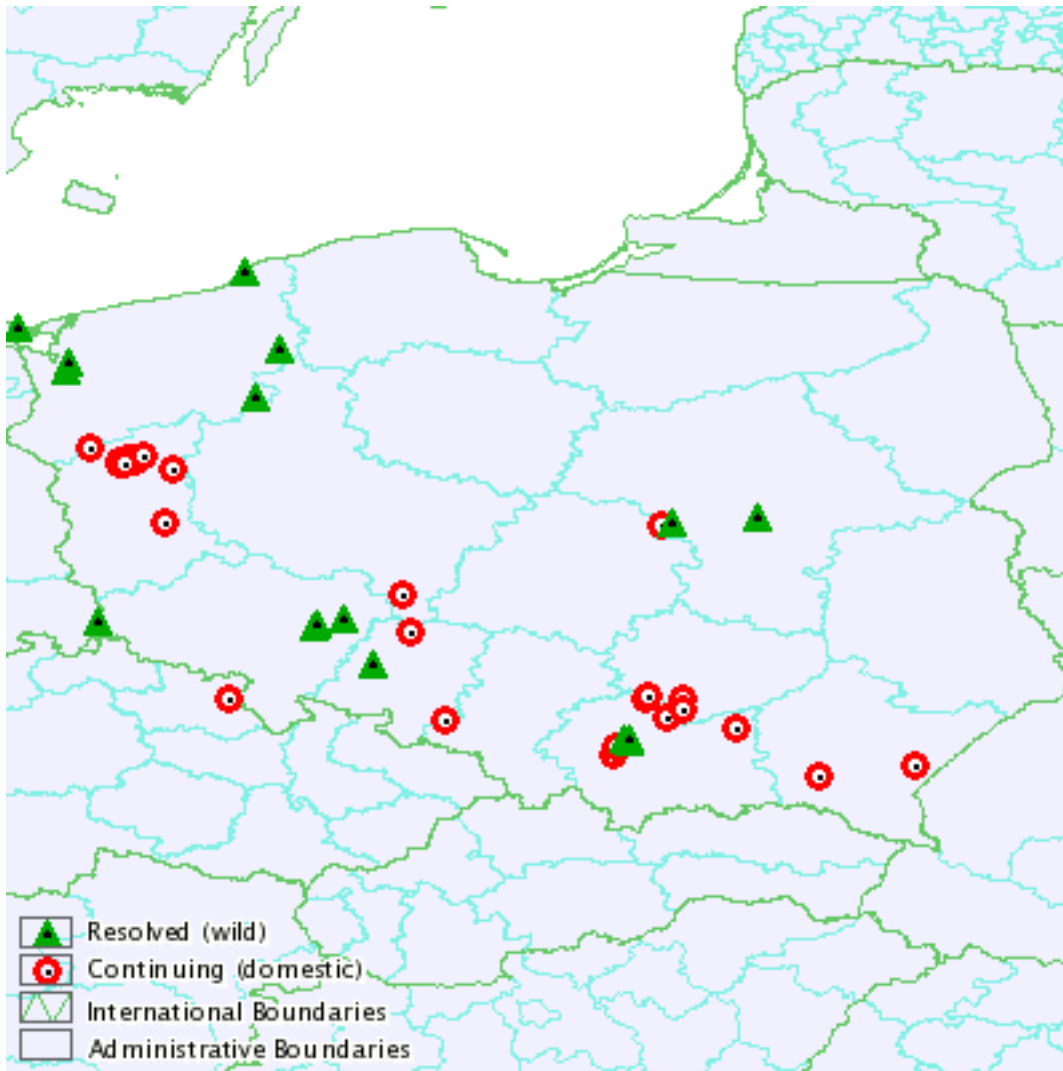 Resolved (wild)
Continuing (domestic)
International Boundaries
Administrative Boundaries